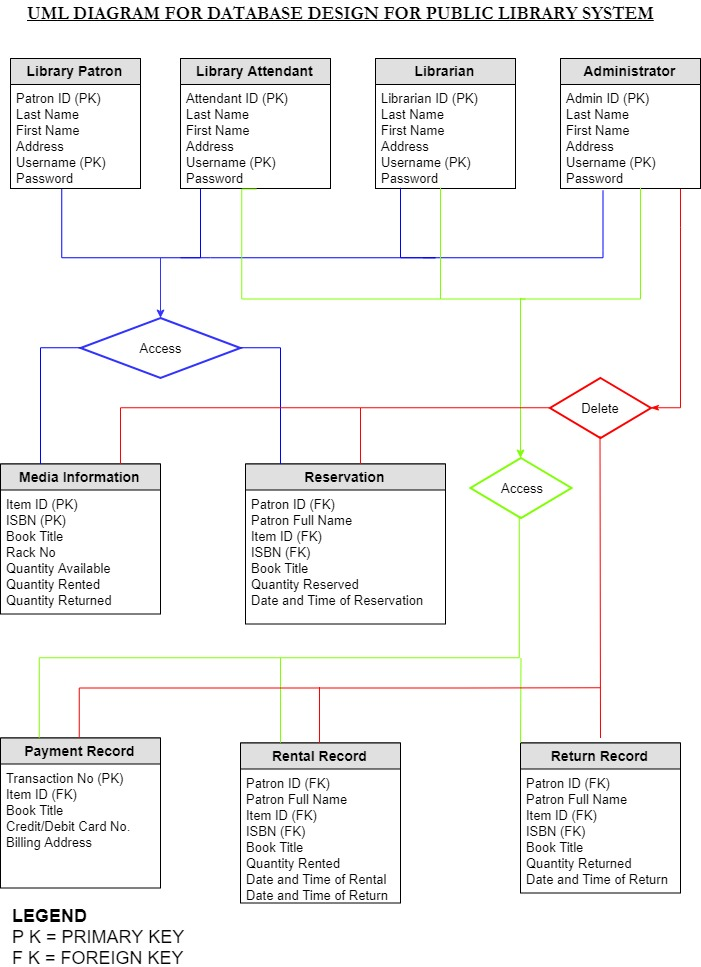 UML DIAGRAM FOR DATABASE DESIGN FOR PUBLIC LIBRARY SYSTEM
Library Patron
Patron ID (PK)
Last Name
First Name
Address
Username (PK)
Password
Library Attendant
Attendant ID (PK)
Last Name
First Name
Address
Username (PK)
Password
Librarian
Librarian ID (PK)
Last Name
First Name
Address
Username (PK)
Password
Administrator
Admin ID (PK)
Last Name
First Name
Address
Username (PK)
Password
Access
Delete
Access
Media Information
Item ID (PK)
ISBN (PK)
Book Title
Rack No
Quantity Available
Quantity Rented
Quantity Returned
Reservation
Patron ID (FK)
Patron Full Name
Item ID (FK)
ISBN (FK)
Book Title
Quantity Reserved
Date and Time of Reservation
Payment Record
Transaction No (PK)
Item ID (FK)
Book Title
Credit/Debit Card No.
Billing Address
Rental Record
Patron ID (FK)
Patron Full Name
Item ID (FK)
ISBN (FK)
Book Title
Quantity Rented
Date and Time of Rental
Date and Time of Return
Return Record
Patron ID (FK)
Patron Full Name
Item ID (FK)
ISBN (FK)
Book Title
Quantity Returned
Date and Time of Return
LEGEND
P K = PRIMARY KEY
F K = FOREIGN KEY